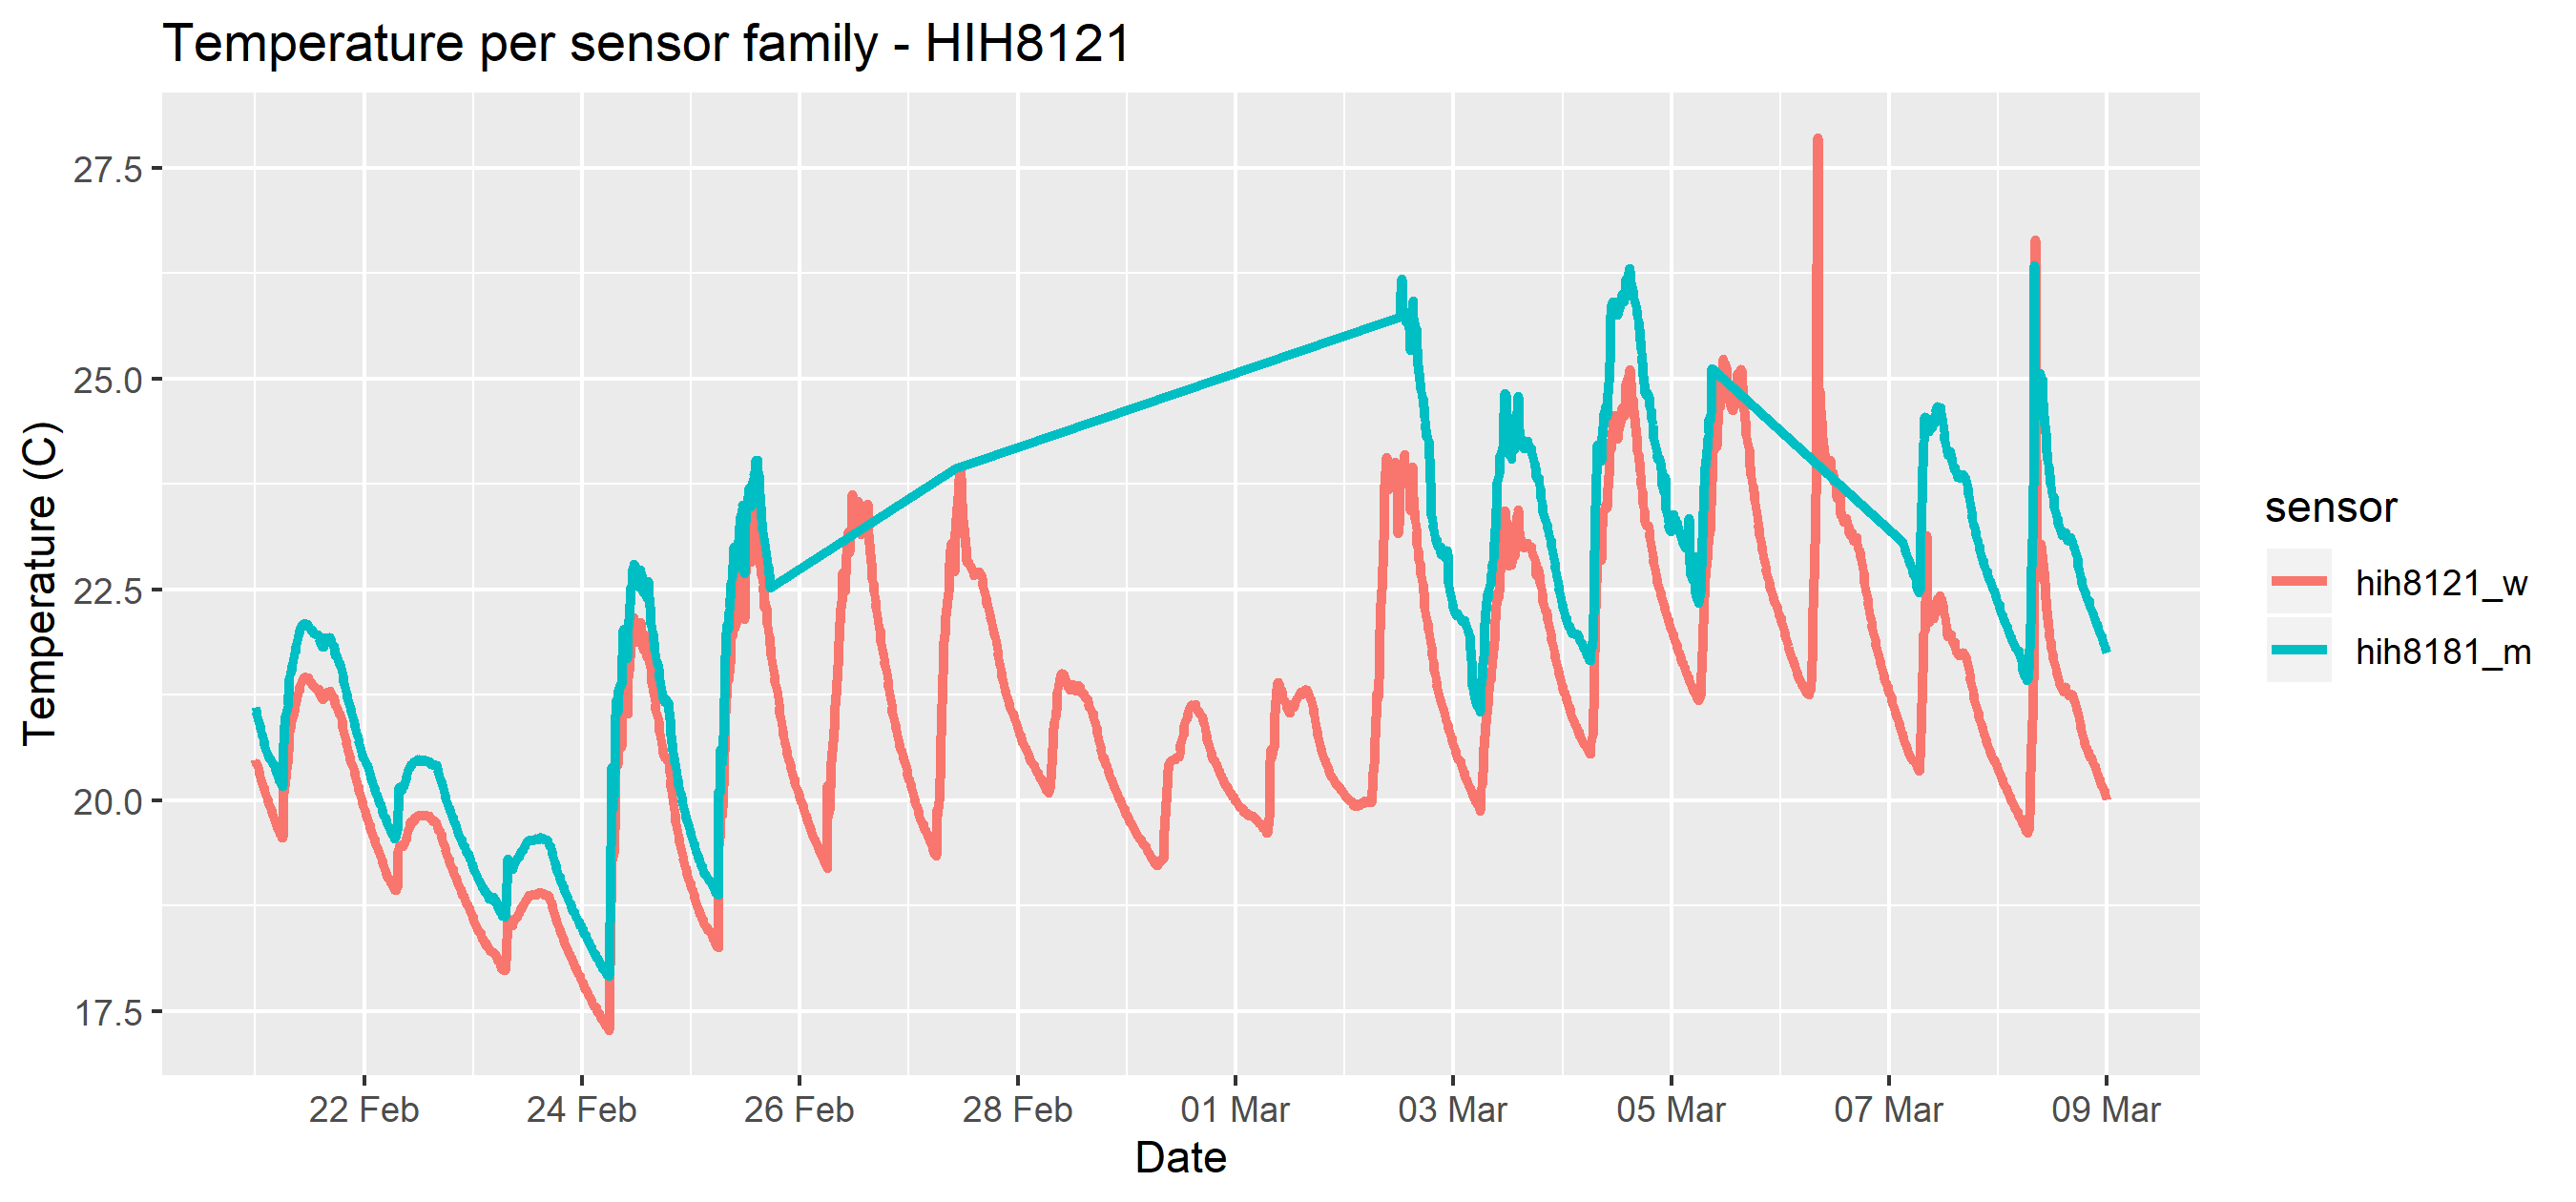 Temperature per sensor family - HIH8121
27.5
25.0
22.5
20.0
17.5
Temperature (C)
22 Feb
24 Feb
26 Feb
28 Feb
01 Mar
03 Mar
05 Mar
07 Mar
09 Mar
Date
sensor
hih8121_w
hih8181_m